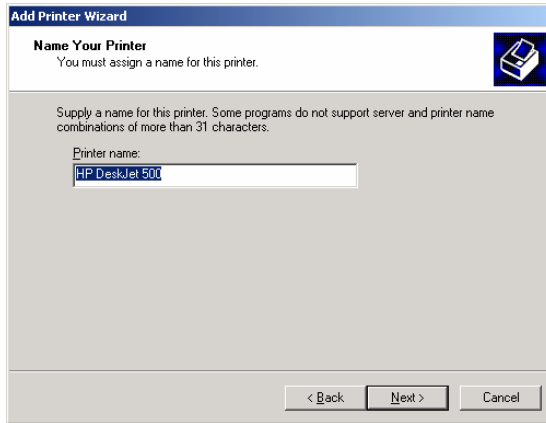 Add Printer Wizard
Name Your Printer
You must assign a name for this printer.
Supply a name for this printer. Some programs do not support server and printer name
combinations of more than 31 characters.
Printer name:
HP DeskJet 500
< Back
Next >
Cancel